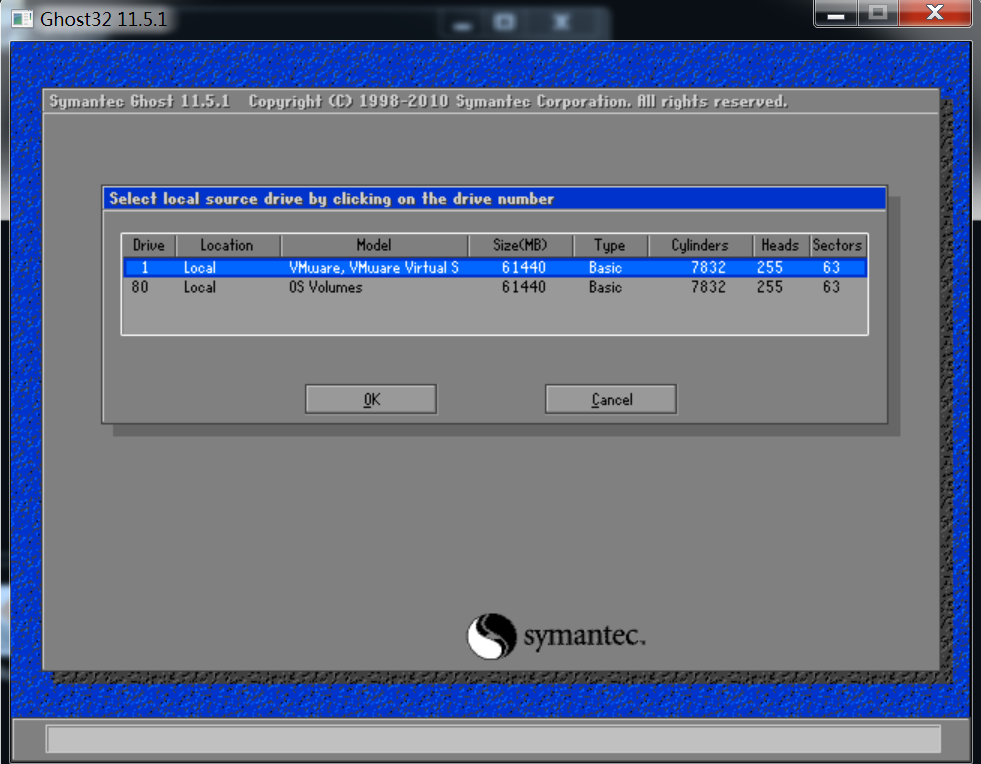 Ghost32 11.5.1
Symantec Ghost 11.5.1 Copyright (C) 1998-2010 Symantec Corporation. All rights reserved.
Select local source drive by clicking on the drive number
Drive Location Model Size(MB) Type Cylinders Heads Sectors
1 Local VMware, VMware Virtual S 61440 Basic 7832 255 63
80 Local OS Volumes 61440 Basic 7832 255 63
OK Cancel
symantec.